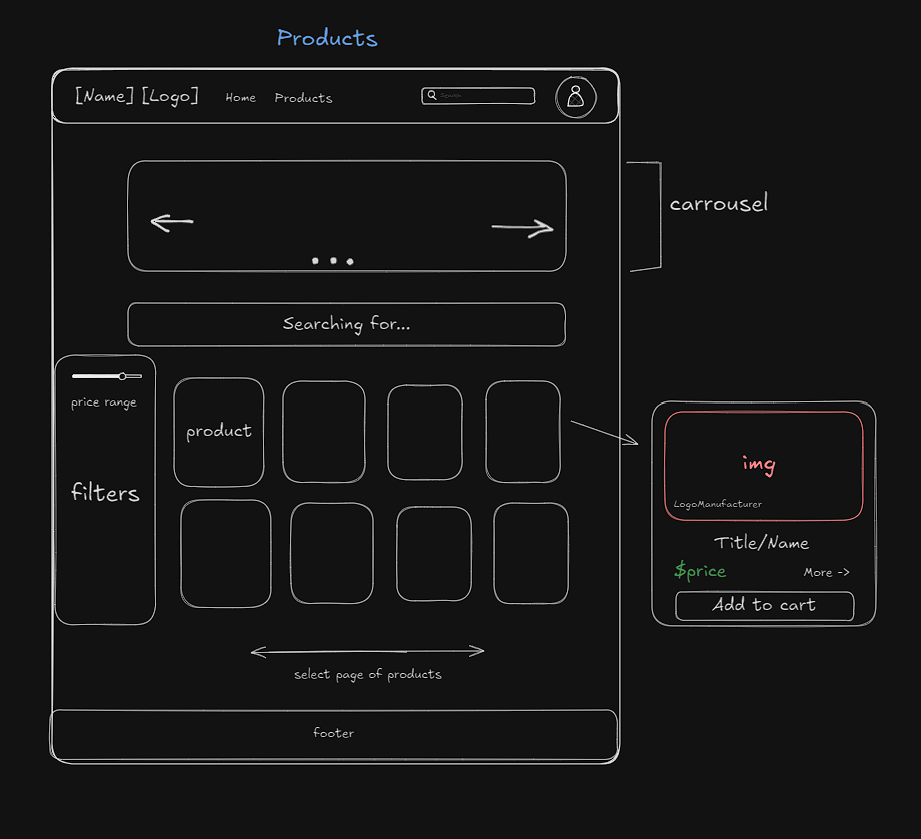 Products
[Name] [Logo] Home Products Search
carrousel
Searching for...
price range
product
filters
img
LogoManufacturer
Title/Name
$price More ->
Add to cart
select page of products
footer